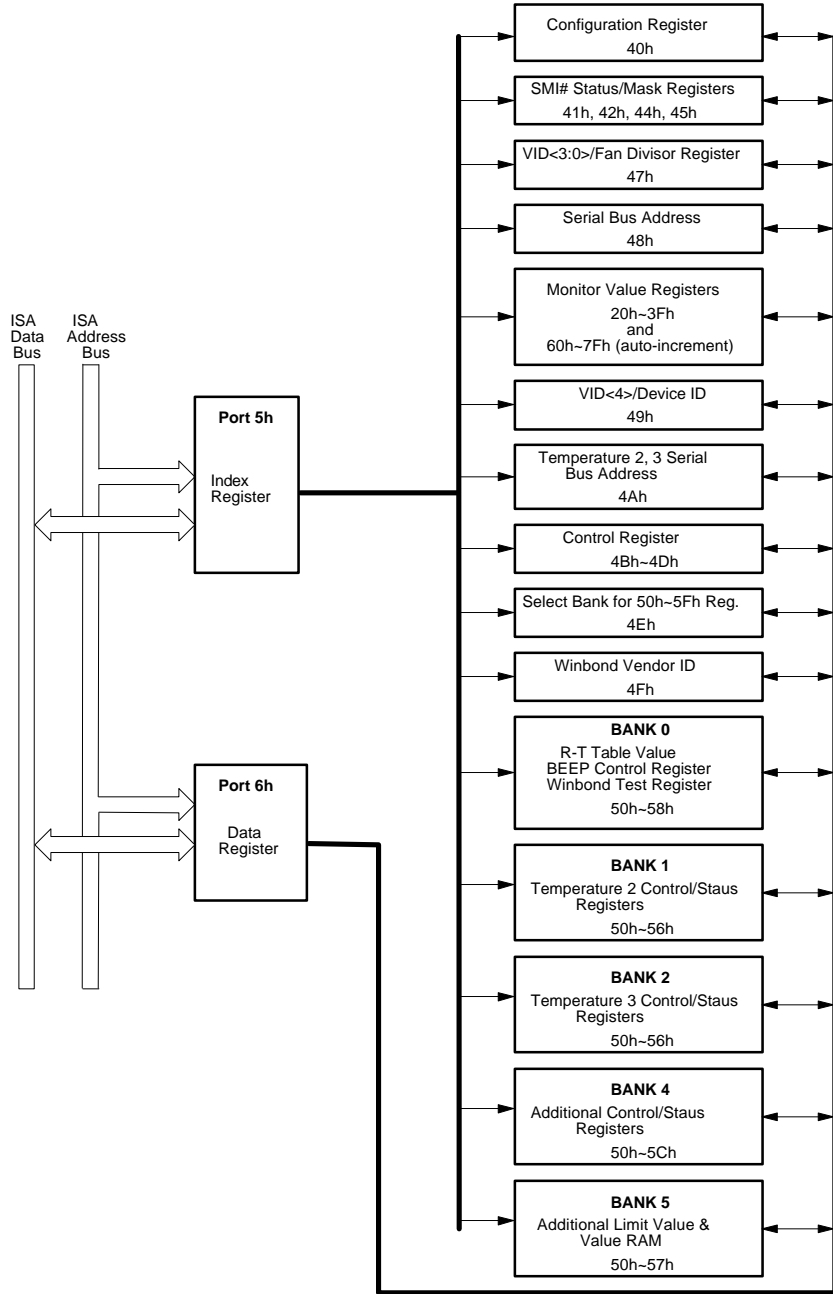 Configuration Register
40h
SMI# Status/Mask Registers
41h, 42h, 44h, 45h
VID<3:0>/Fan Divisor Register
47h
Serial Bus Address
48h
Monitor Value Registers
20h~3Fh
and
60h~7Fh (auto-increment)
VID<4>/Device ID
49h
Temperature 2, 3 Serial
Bus Address
4Ah
Control Register
4Bh~4Dh
Select Bank for 50h~5Fh Reg.
4Eh
Winbond Vendor ID
4Fh
BANK 0
R-T Table Value
BEEP Control Register
Winbond Test Register
50h~58h
BANK 1
Temperature 2 Control/Staus
Registers
50h~56h
BANK 2
Temperature 3 Control/Staus
Registers
50h~56h
BANK 4
Additional Control/Staus
Registers
50h~5Ch
BANK 5
Additional Limit Value &
Value RAM
50h~57h
ISA
Data
Bus
ISA
Address
Bus
Port 5h
Index
Register
Port 6h
Data
Register